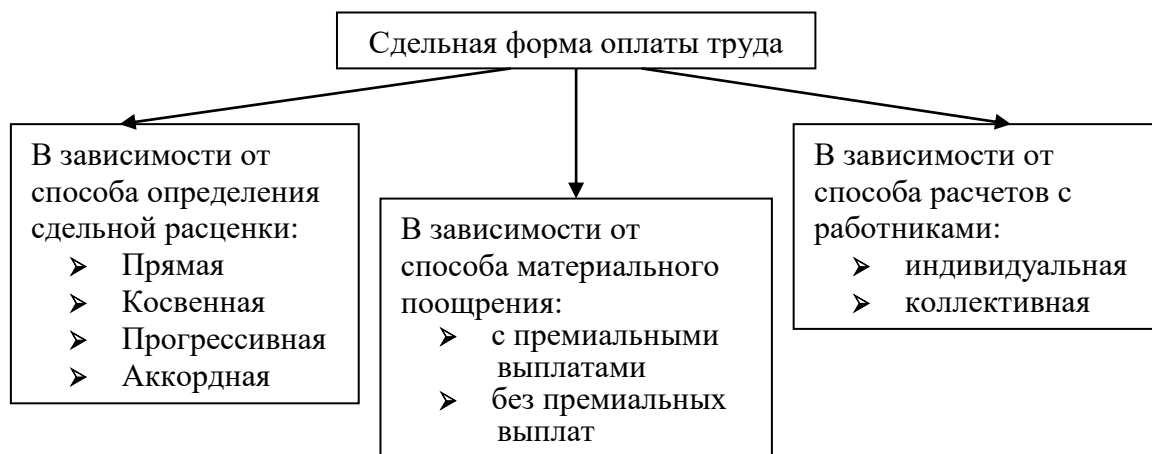 Сдельная форма оплаты труда
В зависимости от
способа определения
сдельной расценки:
➢ Прямая
➢ Косвенная
➢ Прогрессивная
➢ Аккордная
В зависимости от
способа материального
поощрения:
➢ с премиальными
выплатами
➢ без премиальных
выплат
В зависимости от
способа расчетов с
работниками:
➢ индивидуальная
➢ коллективная